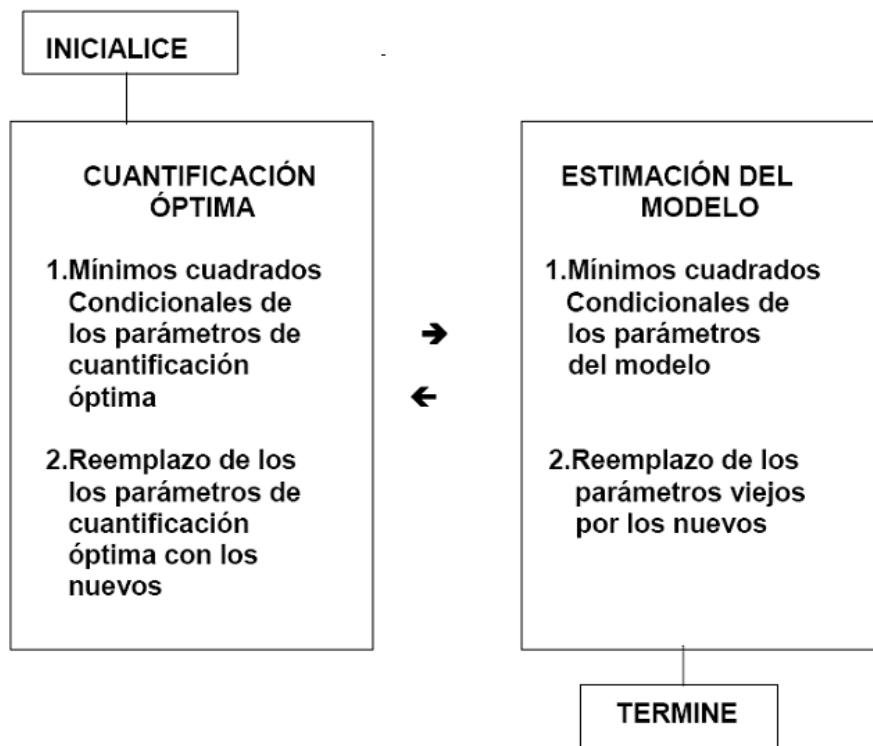 INICIALICE
CUANTIFICACIÓN
ÓPTIMA
1.Mínimos cuadrados
Condicionales de
los parámetros de
cuantificación
óptima
2.Reemplazo de los
los parámetros de
cuantificación
óptima con los
nuevos
ESTIMACIÓN DEL
MODELO
1.Mínimos cuadrados
Condicionales de
los parámetros
del modelo
2.Reemplazo de los
parámetros viejos
por los nuevos
TERMINE